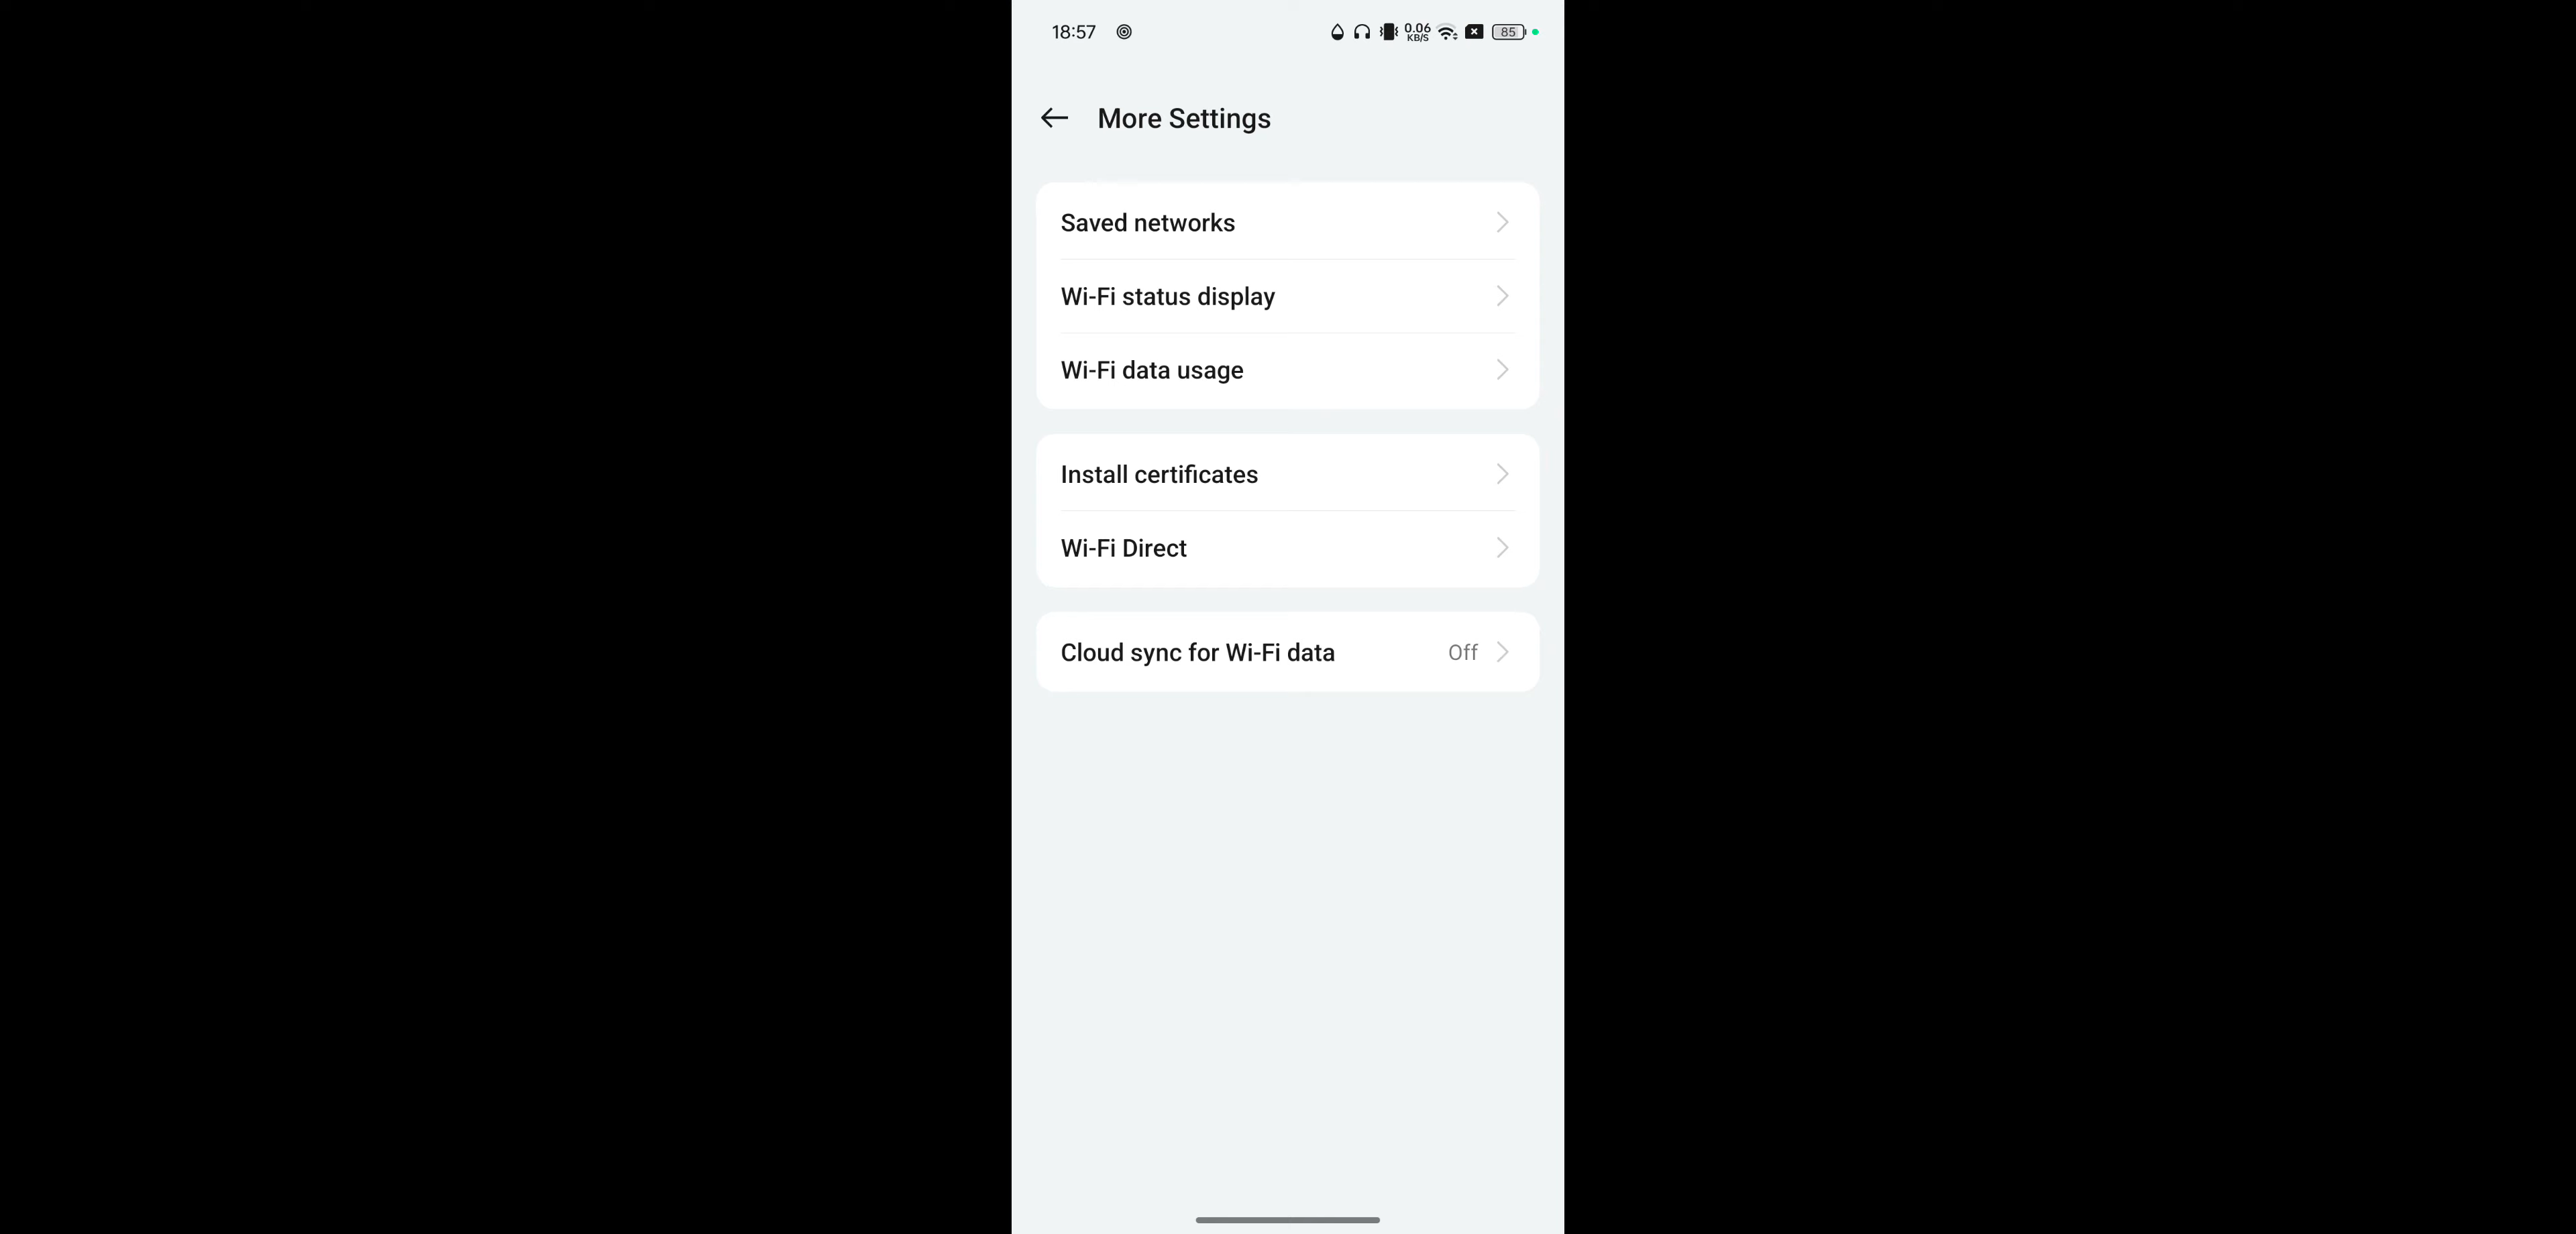 18:57 0.06 KB/S 85
More Settings
Saved networks
Wi-Fi status display
Wi-Fi data usage
Install certificates
Wi-Fi Direct
Cloud sync for Wi-Fi data Off